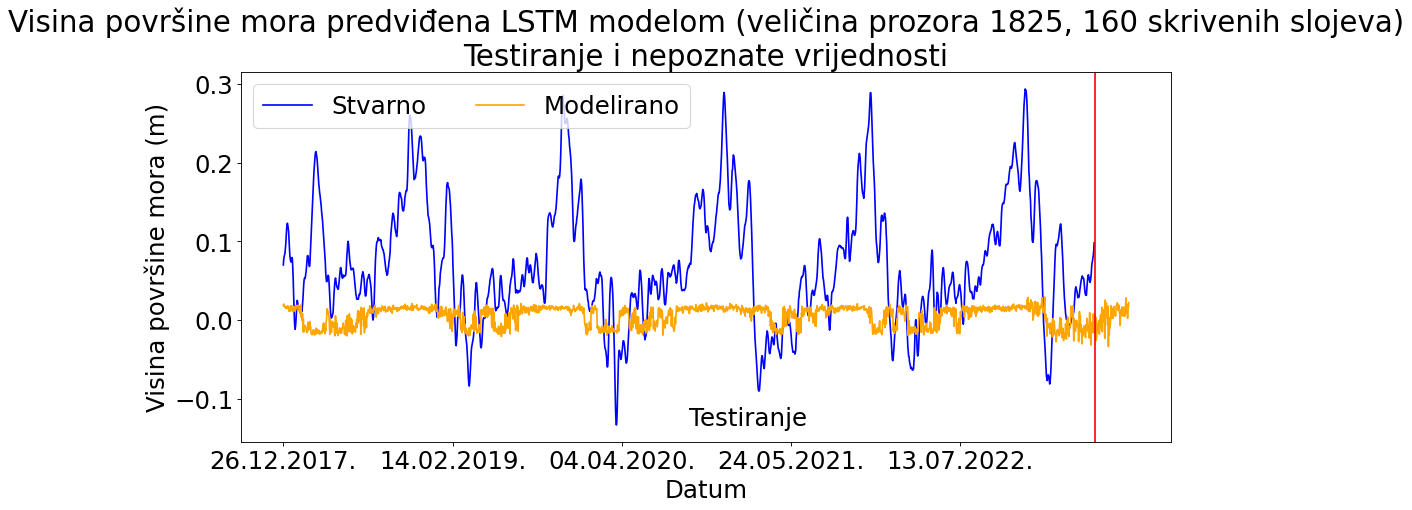 Visina površine mora predviđena LSTM modelom (veličina prozora 1825, 160 skrivenih slojeva)
Testiranje i nepoznate vrijednosti
Stvarno
Modelirano
Visina površine mora (m)
0.3
0.2
0.1
0.0
−0.1
Testiranje
26.12.2017.
14.02.2019.
04.04.2020.
24.05.2021.
13.07.2022.
Datum